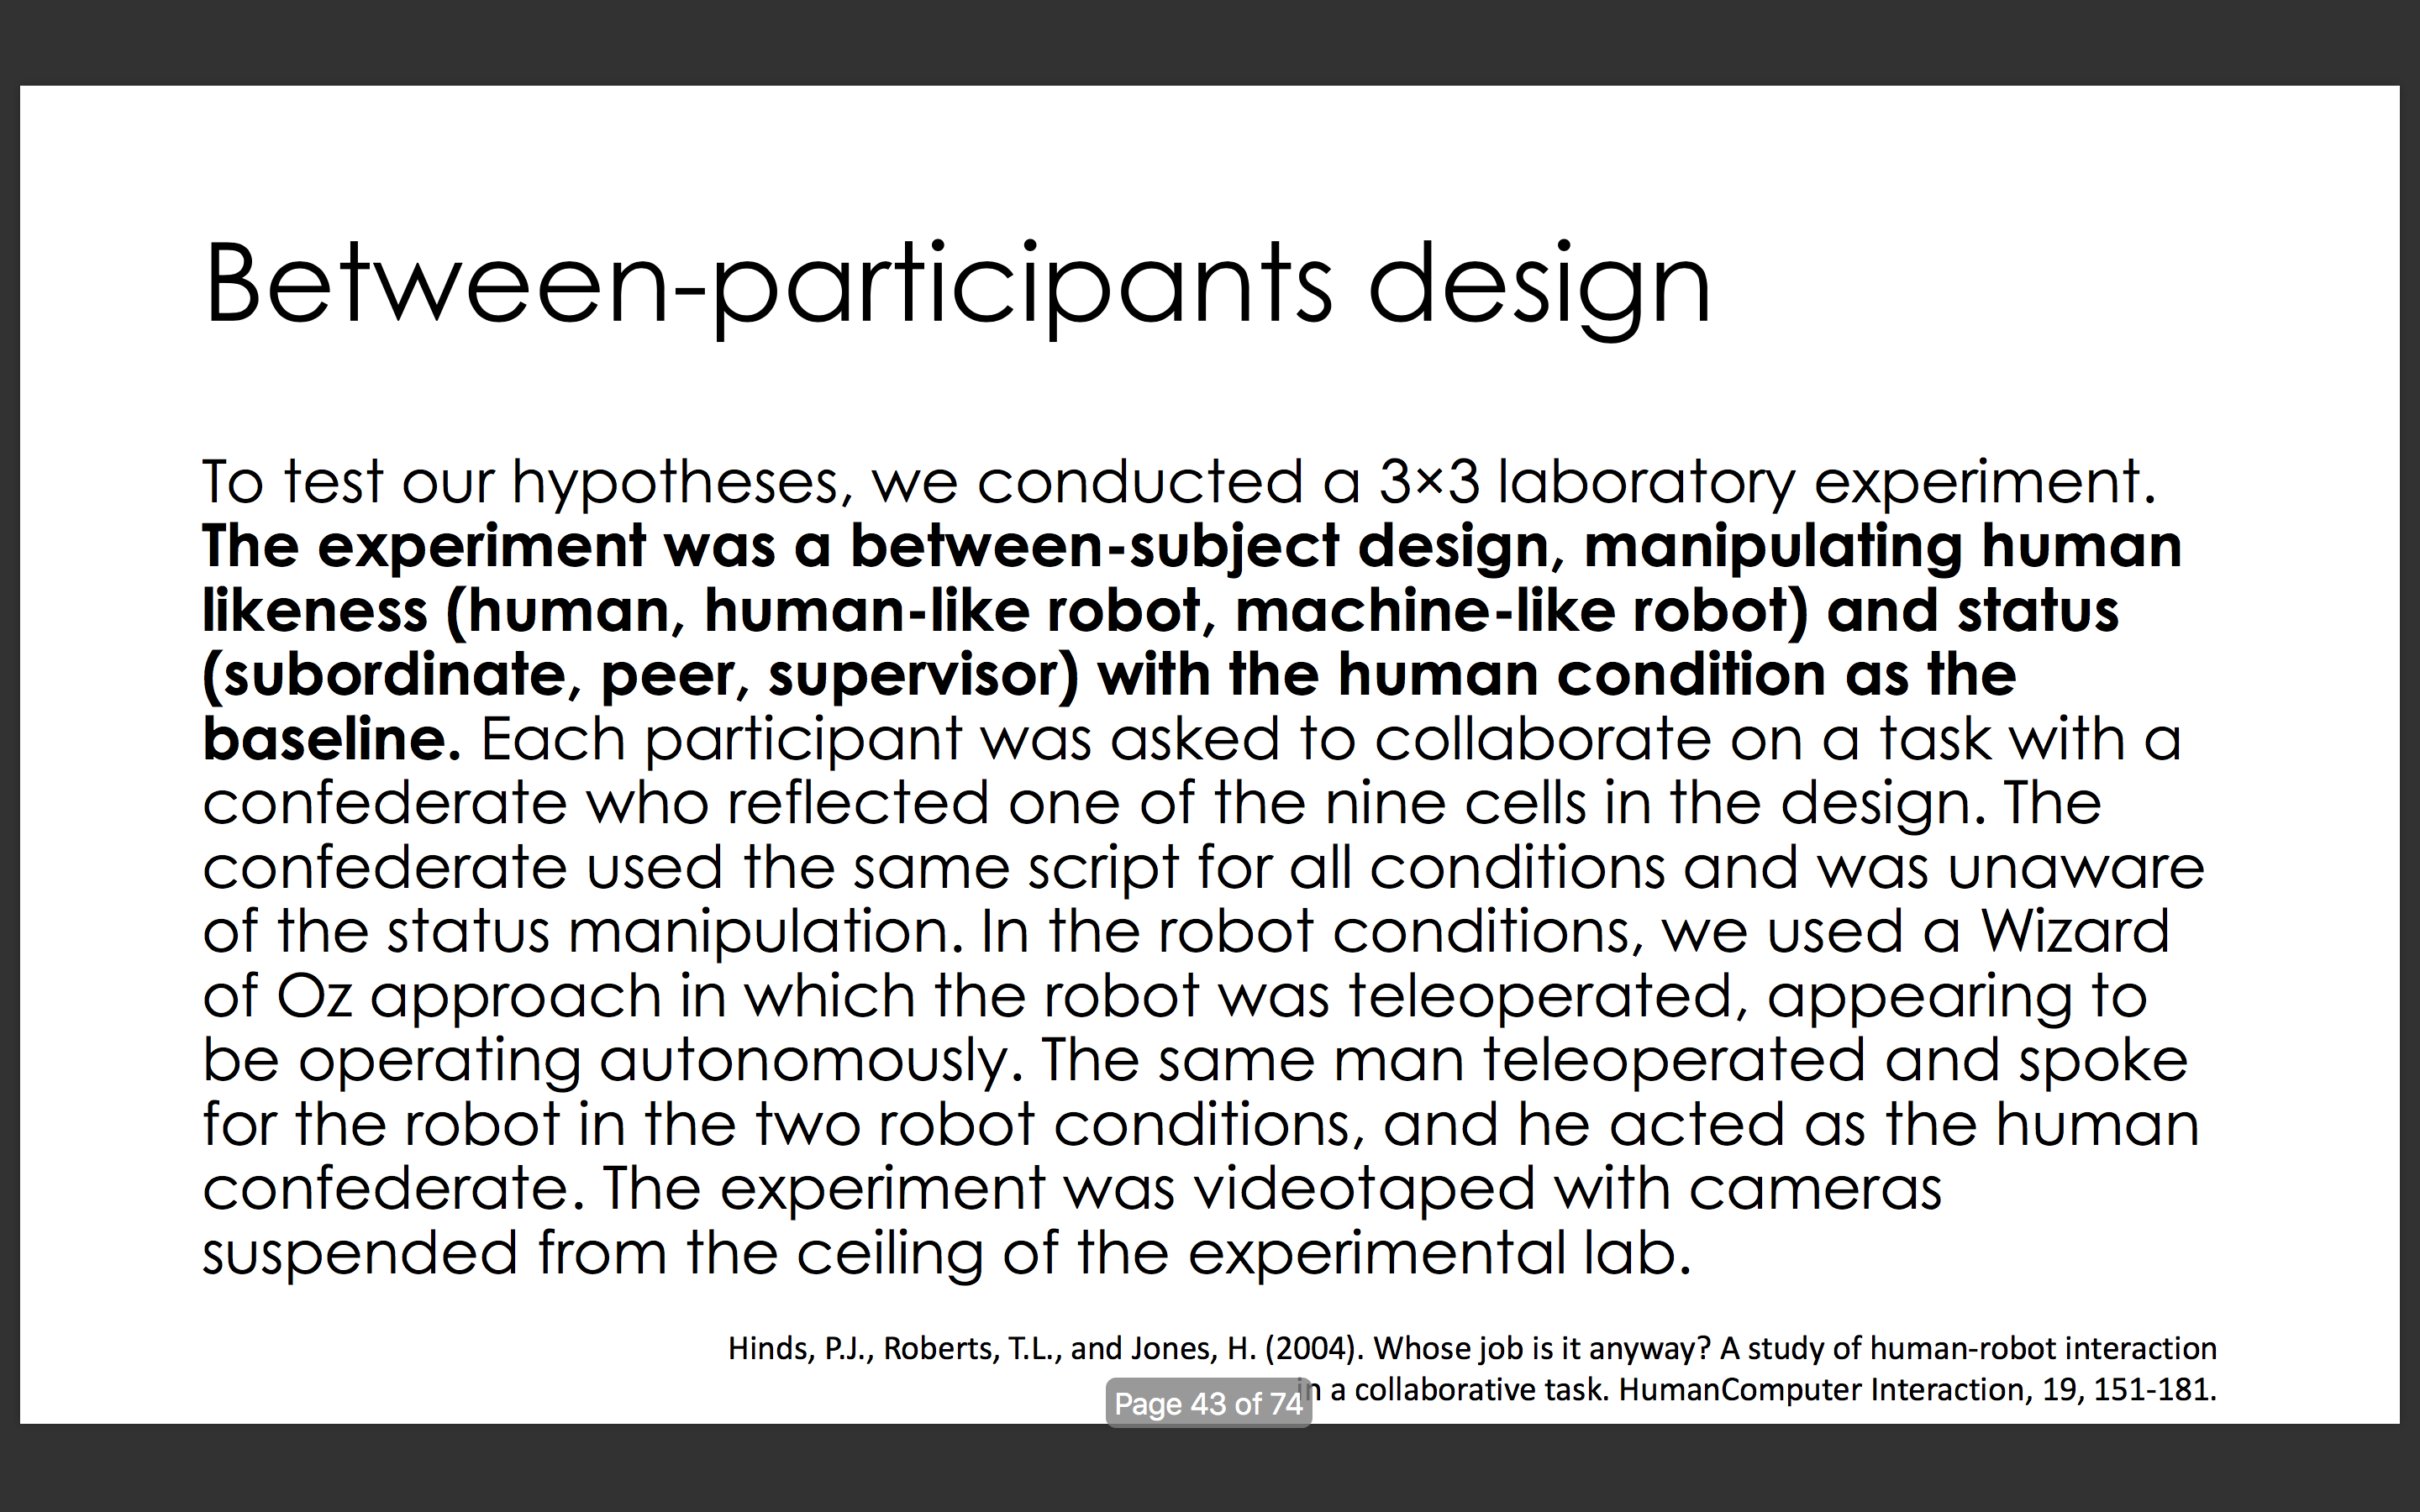 Between-participants design
To test our hypotheses, we conducted a 3×3 laboratory experiment.
The experiment was a between-subject design, manipulating human
likeness (human, human-like robot, machine-like robot) and status
(subordinate, peer, supervisor) with the human condition as the
baseline. Each participant was asked to collaborate on a task with a
confederate who reflected one of the nine cells in the design. The
confederate used the same script for all conditions and was unaware
of the status manipulation. In the robot conditions, we used a Wizard
of Oz approach in which the robot was teleoperated, appearing to
be operating autonomously. The same man teleoperated and spoke
for the robot in the two robot conditions, and he acted as the human
confederate. The experiment was videotaped with cameras
suspended from the ceiling of the experimental lab.
Hinds, P.J., Roberts, T.L., and Jones, H. (2004). Whose job is it anyway? A study of human-robot interaction
in a collaborative task. HumanComputer Interaction, 19, 151-181.
Page 43 of 74